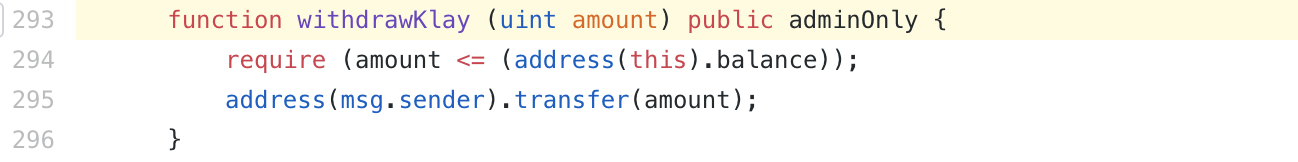 293 function withdrawKlay (uint amount) public adminOnly {
294 require (amount <= (address(this).balance));
295 address(msg.sender).transfer(amount);
296 }